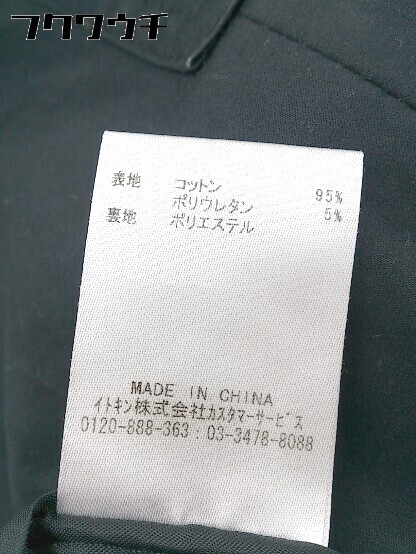 フクワウチ
表地 コットン 95%
ポリウレタン 5%
裏地 ポリエステル
MADE IN CHINA
イトキン株式会社カスタマーサービス
0120-888-363 : 03-3478-8088